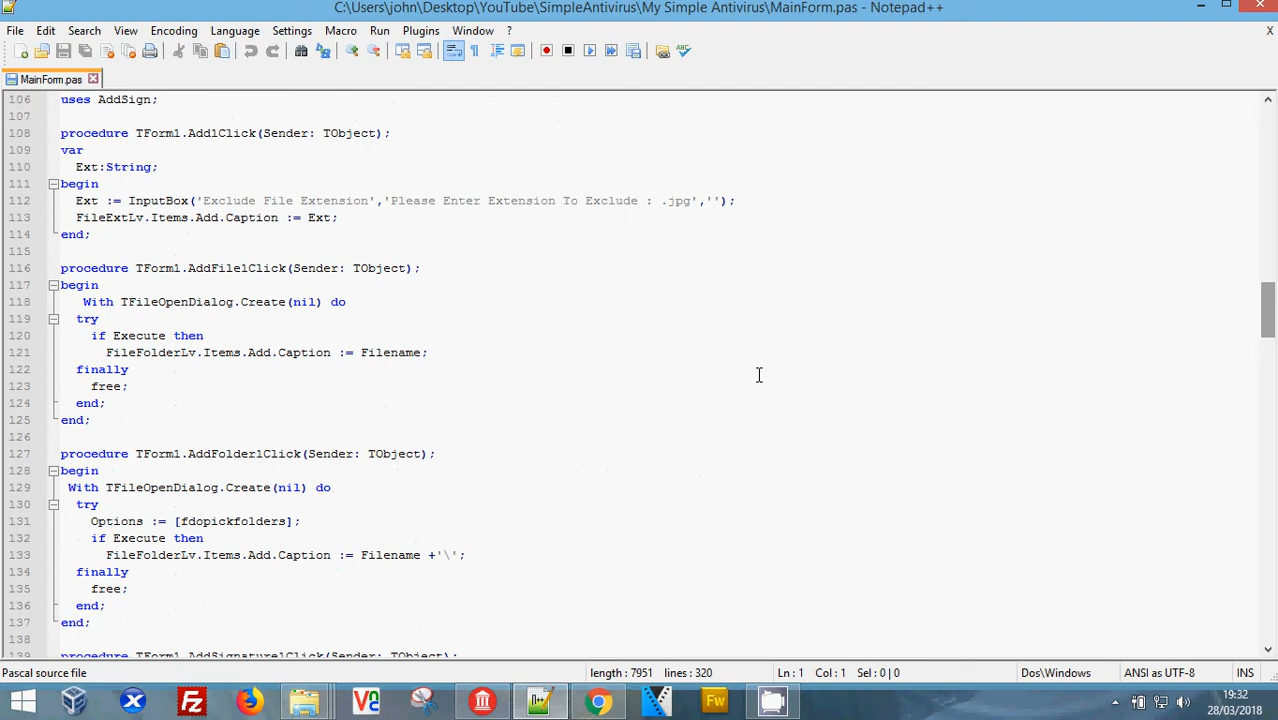 C:\Users\john\Desktop\YouTube\SimpleAntivirus\My Simple Antivirus\MainForm.pas - Notepad++
File Edit Search View Encoding Language Settings Macro Run Plugins Window ? X
MainForm.pas
106 uses AddSign;
107
108 procedure TForm1.Add1Click(Sender: TObject);
109 var
110 Ext:String;
111 begin
112 Ext := InputBox('Exclude File Extension','Please Enter Extension To Exclude : .jpg','');
113 FileExtLv.Items.Add.Caption := Ext;
114 end;
115
116 procedure TForm1.AddFile1Click(Sender: TObject);
117 begin
118 With TFileOpenDialog.Create(nil) do
119 try
120 if Execute then
121 FileFolderLv.Items.Add.Caption := Filename;
122 finally
123 free;
124 end;
125 end;
126
127 procedure TForm1.AddFolder1Click(Sender: TObject);
128 begin
129 With TFileOpenDialog.Create(nil) do
130 try
131 Options := [fdopickfolders];
132 if Execute then
133 FileFolderLv.Items.Add.Caption := Filename +'\';
134 finally
135 free;
136 end;
137 end;
138
139 procedure TForm1.AddSignature1Click(Sender: TObject);
Pascal source file length : 7951 lines : 320 Ln : 1 Col : 1 Sel : 0 | 0 Dos\Windows ANSI as UTF-8 INS
19:32
28/03/2018